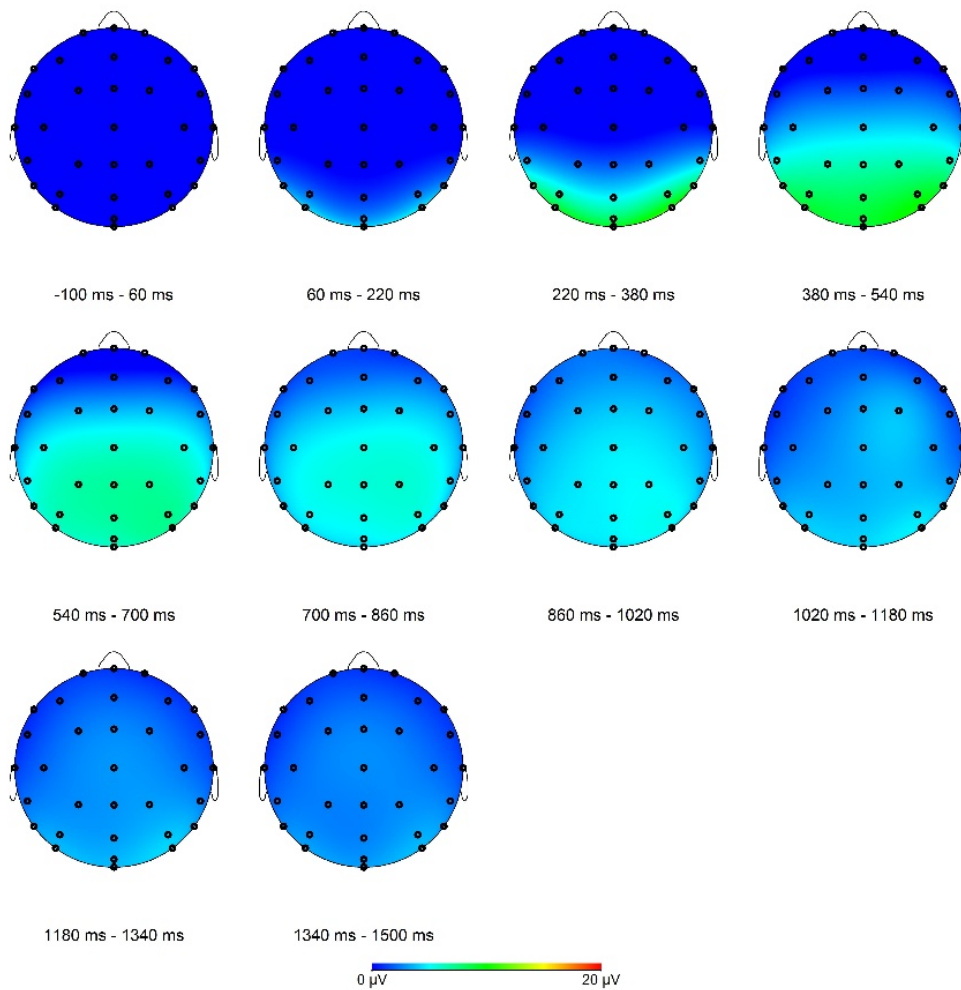 -100 ms - 60 ms
60 ms - 220 ms
220 ms - 380 ms
380 ms - 540 ms
540 ms - 700 ms
700 ms - 860 ms
860 ms - 1020 ms
1020 ms - 1180 ms
1180 ms - 1340 ms
1340 ms - 1500 ms
0 µV
20 µV